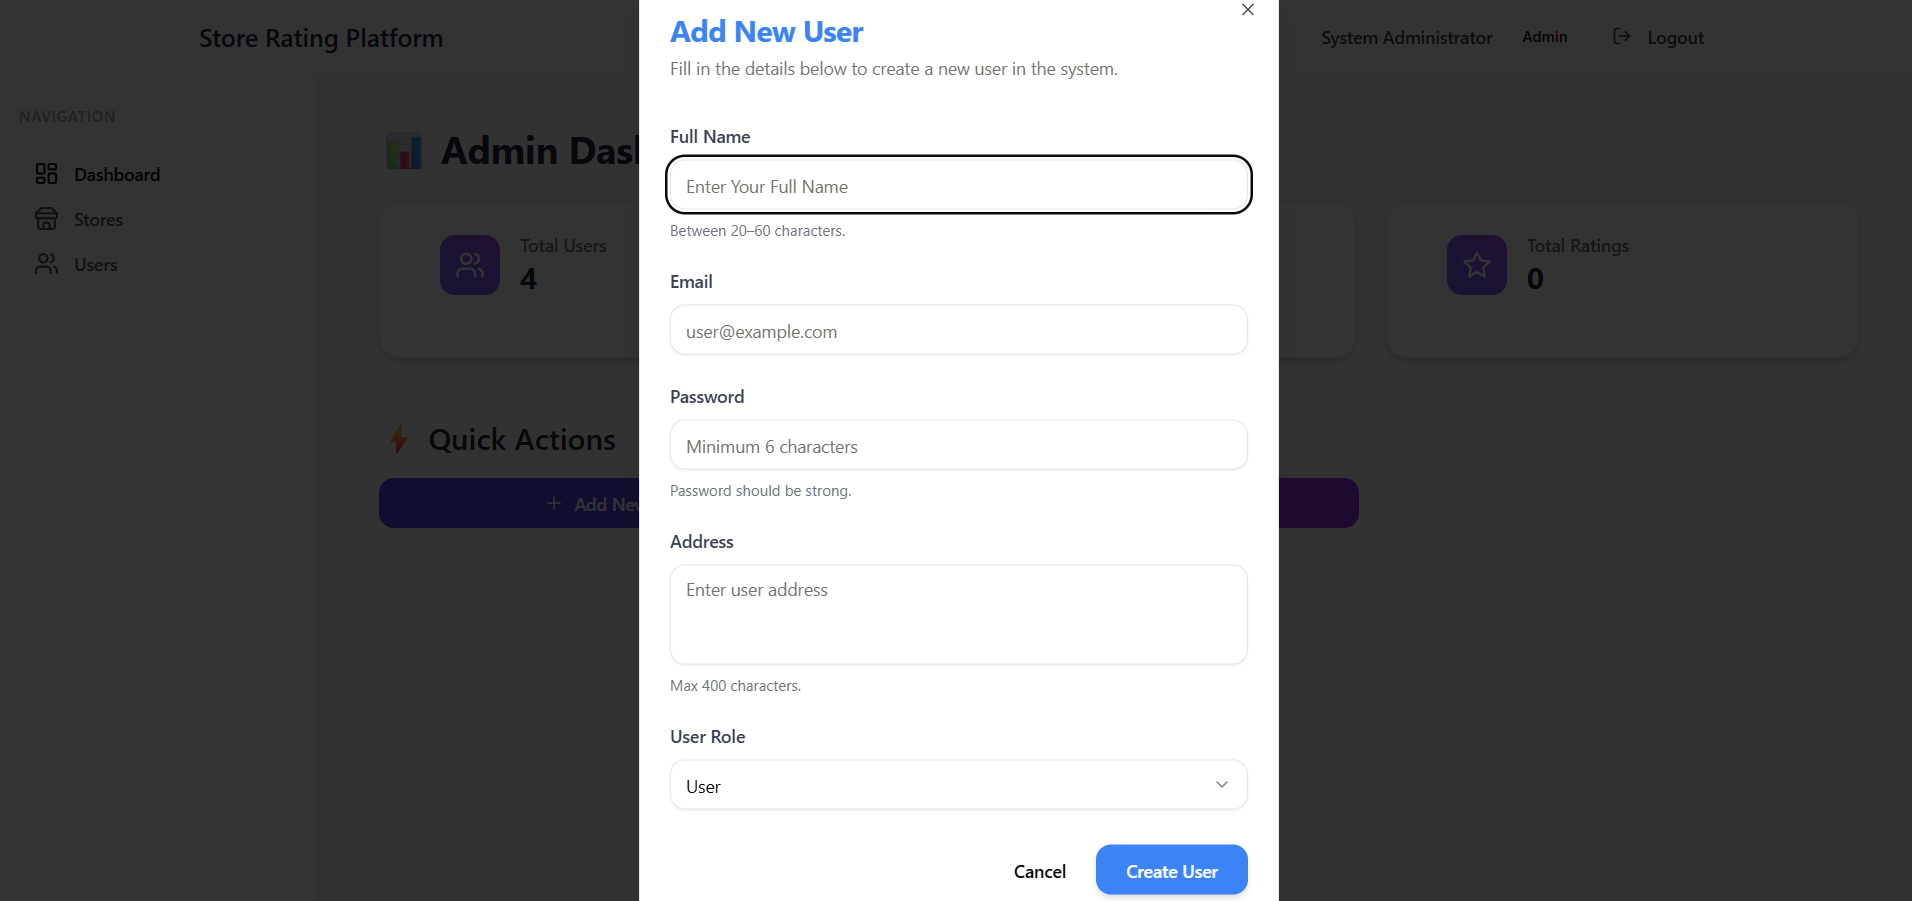 Store Rating Platform
System Administrator Admin Logout
NAVIGATION
Dashboard
Stores
Users
Admin Das
Total Users
4
Total Ratings
0
Quick Actions
Add New
Add New User
Fill in the details below to create a new user in the system.
Full Name
Enter Your Full Name
Between 20–60 characters.
Email
user@example.com
Password
Minimum 6 characters
Password should be strong.
Address
Enter user address
Max 400 characters.
User Role
User
Cancel Create User